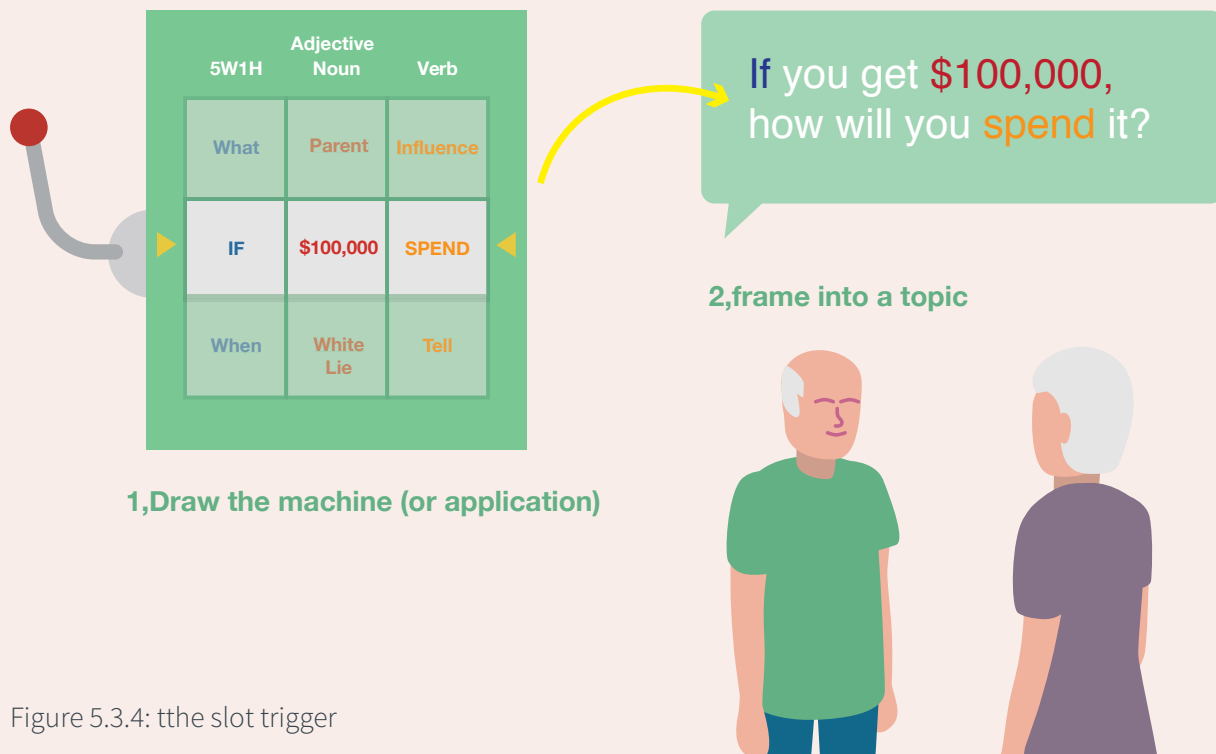 Adjective
5W1H Noun Verb
What Parent Influence
IF $100,000 SPEND
When White Tell
Lie
1,Draw the machine (or application)
If you get $100,000,
how will you spend it?
2,frame into a topic
Figure 5.3.4: tthe slot trigger